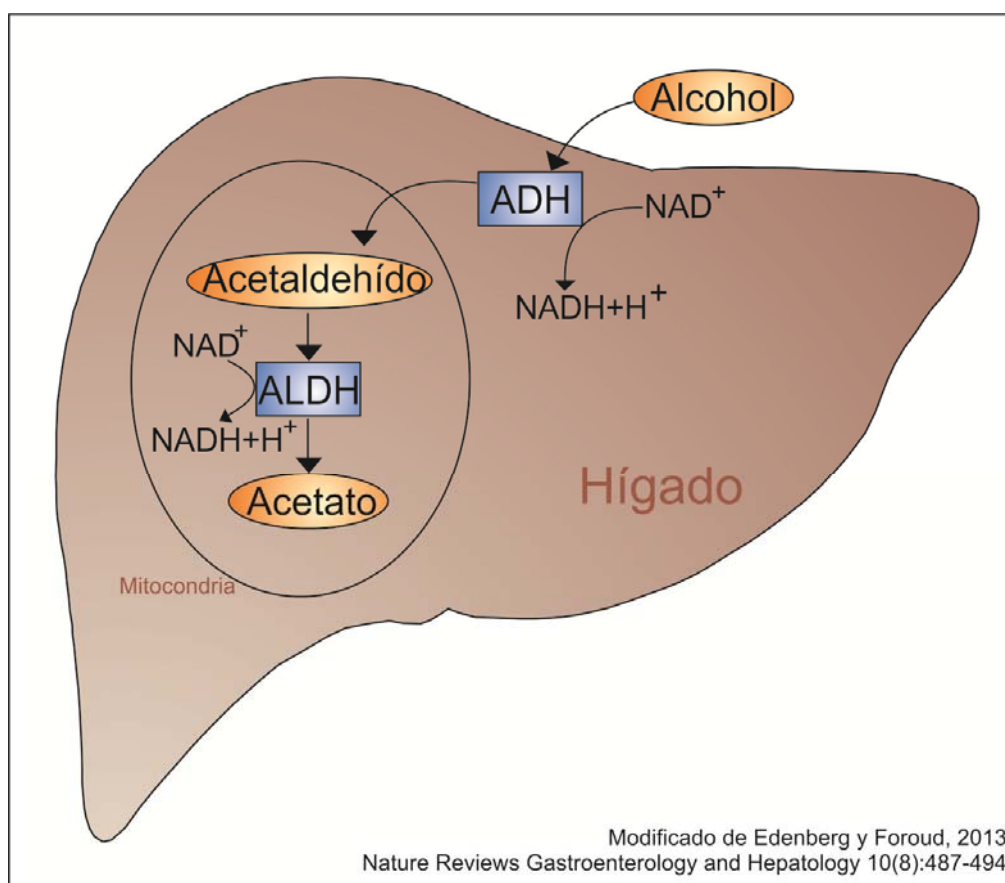 Alcohol
ADH
NAD+
NADH+H+
Acetaldehído
NAD+
ALDH
NADH+H+
Acetato
Hígado
Mitocondria
Modificado de Edenberg y Foroud, 2013
Nature Reviews Gastroenterology and Hepatology 10(8):487-494